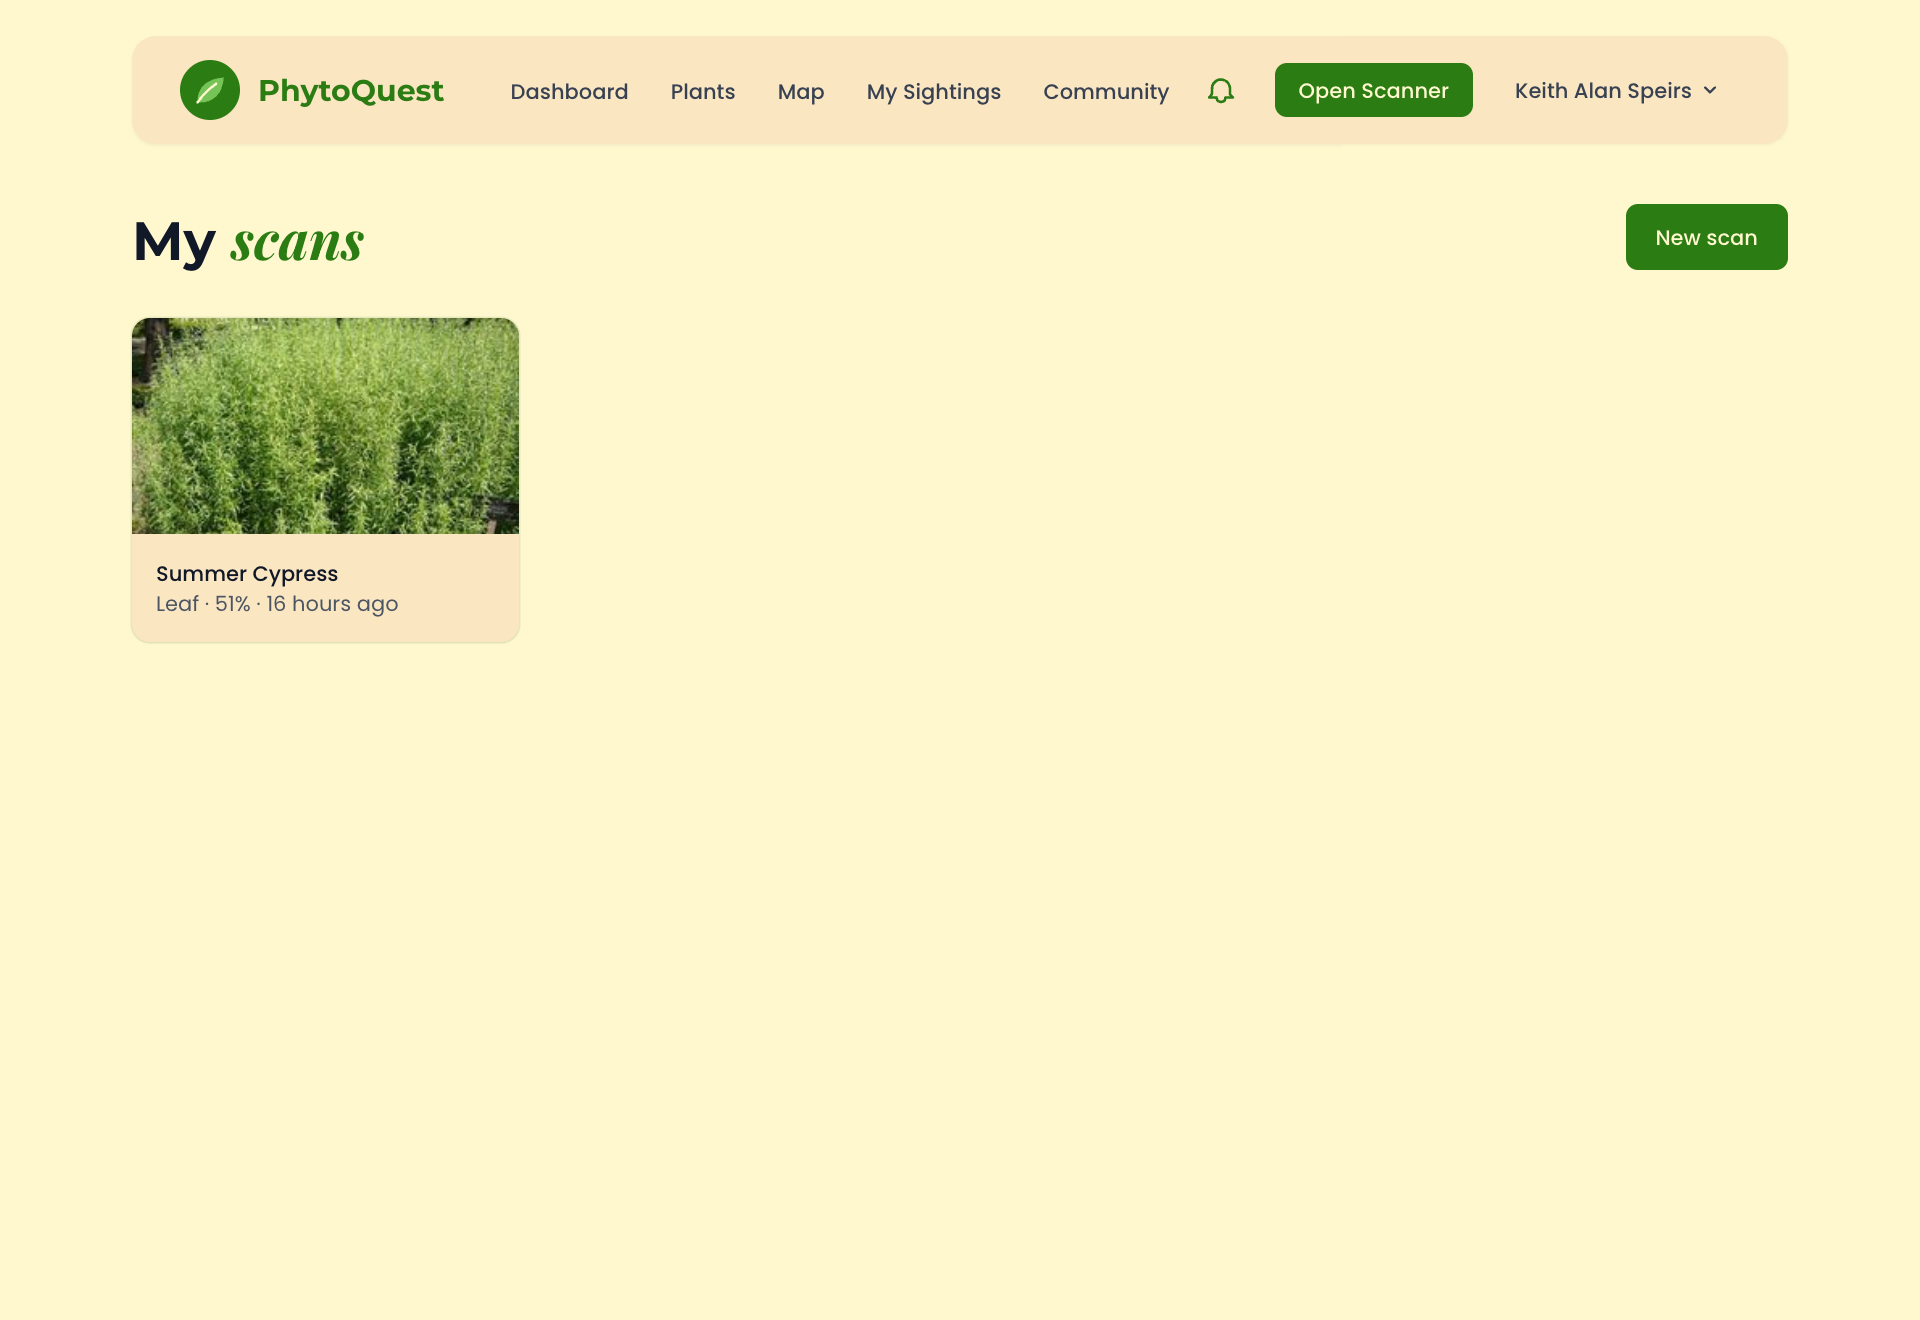 PhytoQuest
Dashboard
Plants
Map
My Sightings
Community
Open Scanner
Keith Alan Speirs
My scans
New scan
Summer Cypress
Leaf · 51% · 16 hours ago